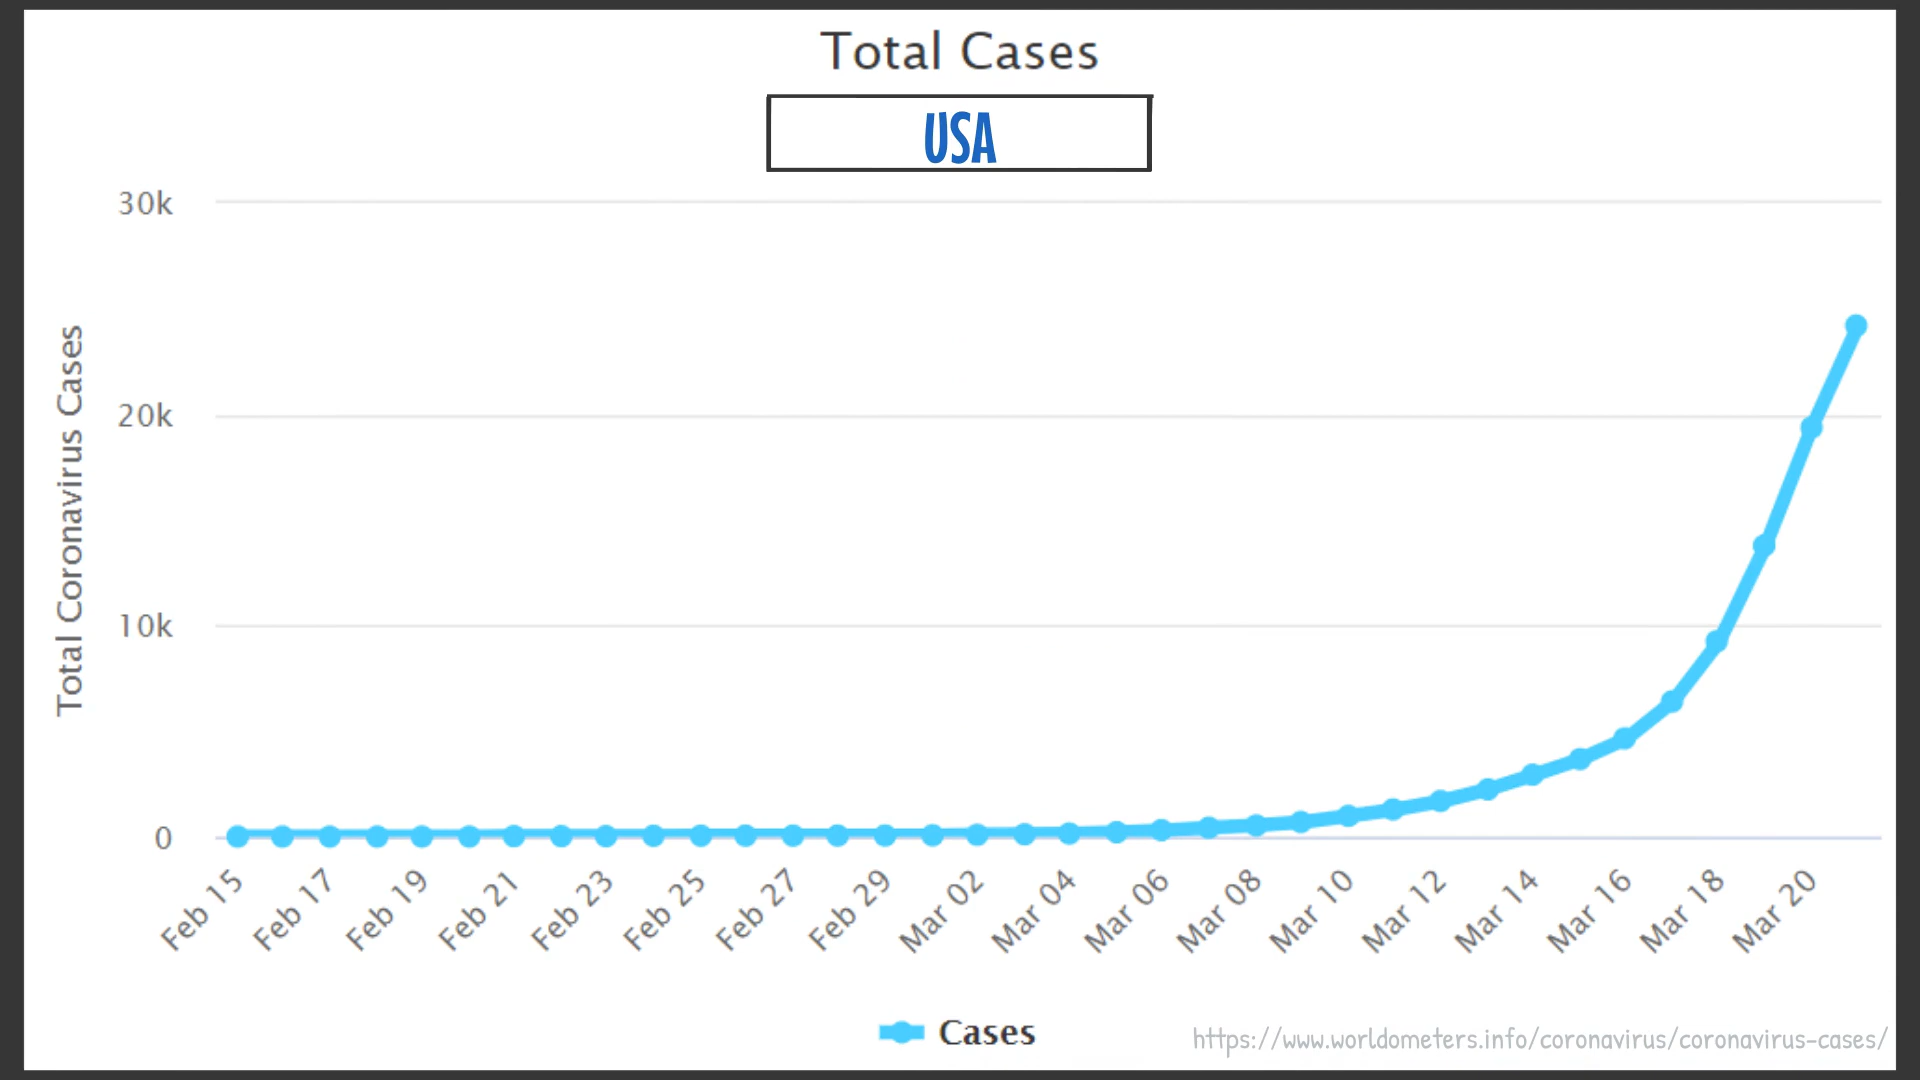 Total Cases
USA
30k
20k
10k
0
Total Coronavirus Cases
Feb 15
Feb 17
Feb 19
Feb 21
Feb 23
Feb 25
Feb 27
Feb 29
Mar 02
Mar 04
Mar 06
Mar 08
Mar 10
Mar 12
Mar 14
Mar 16
Mar 18
Mar 20
Cases
https://www.worldometers.info/coronavirus/coronavirus-cases/